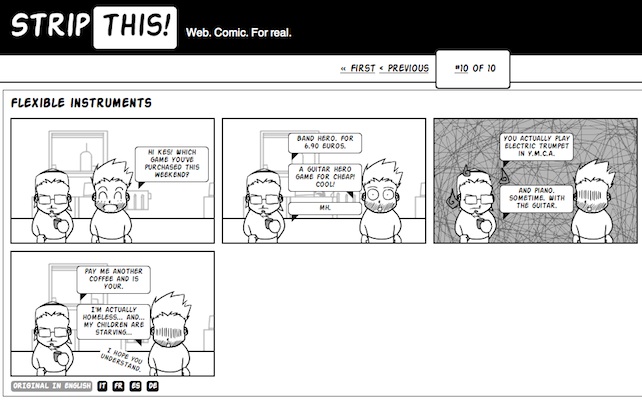 STRIP THIS! Web. Comic. For real.
« FIRST < PREVIOUS #10 OF 10
FLEXIBLE INSTRUMENTS
HI KES! WHICH
GAME YOU'VE
PURCHASED THIS
WEEKEND?
BAND HERO. FOR
6,90 EUROS.
A GUITAR HERO
GAME FOR CHEAP!
COOL!
MH.
YOU ACTUALLY PLAY
ELECTRIC TRUMPET
IN Y.M.C.A.
AND PIANO,
SOMETIME. WITH
THE GUITAR.
PAY ME ANOTHER
COFFEE AND IS
YOUR.
I'M ACTUALLY
HOMELESS... AND...
MY CHILDREN ARE
STARVING...
I HOPE YOU
UNDERSTAND.
ORIGINAL IN ENGLISH IT FR ES DE